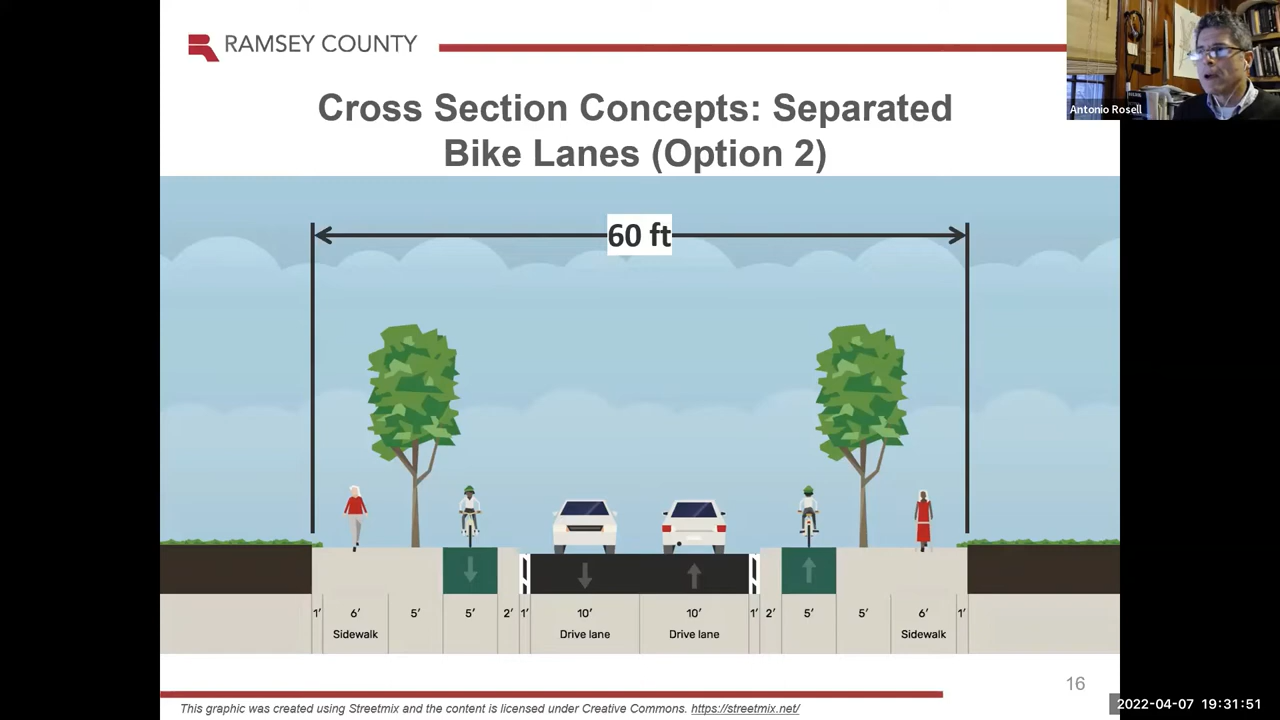 RAMSEY COUNTY
Antonio Rosell
Cross Section Concepts: Separated
Bike Lanes (Option 2)
60 ft
1' 6' 5' 5' 2' 1' 10' 10' 1' 2' 5' 5' 6' 1'
Sidewalk Drive lane Drive lane Sidewalk
16
This graphic was created using Streetmix and the content is licensed under Creative Commons. https://streetmix.net/
2022-04-07 19:31:51